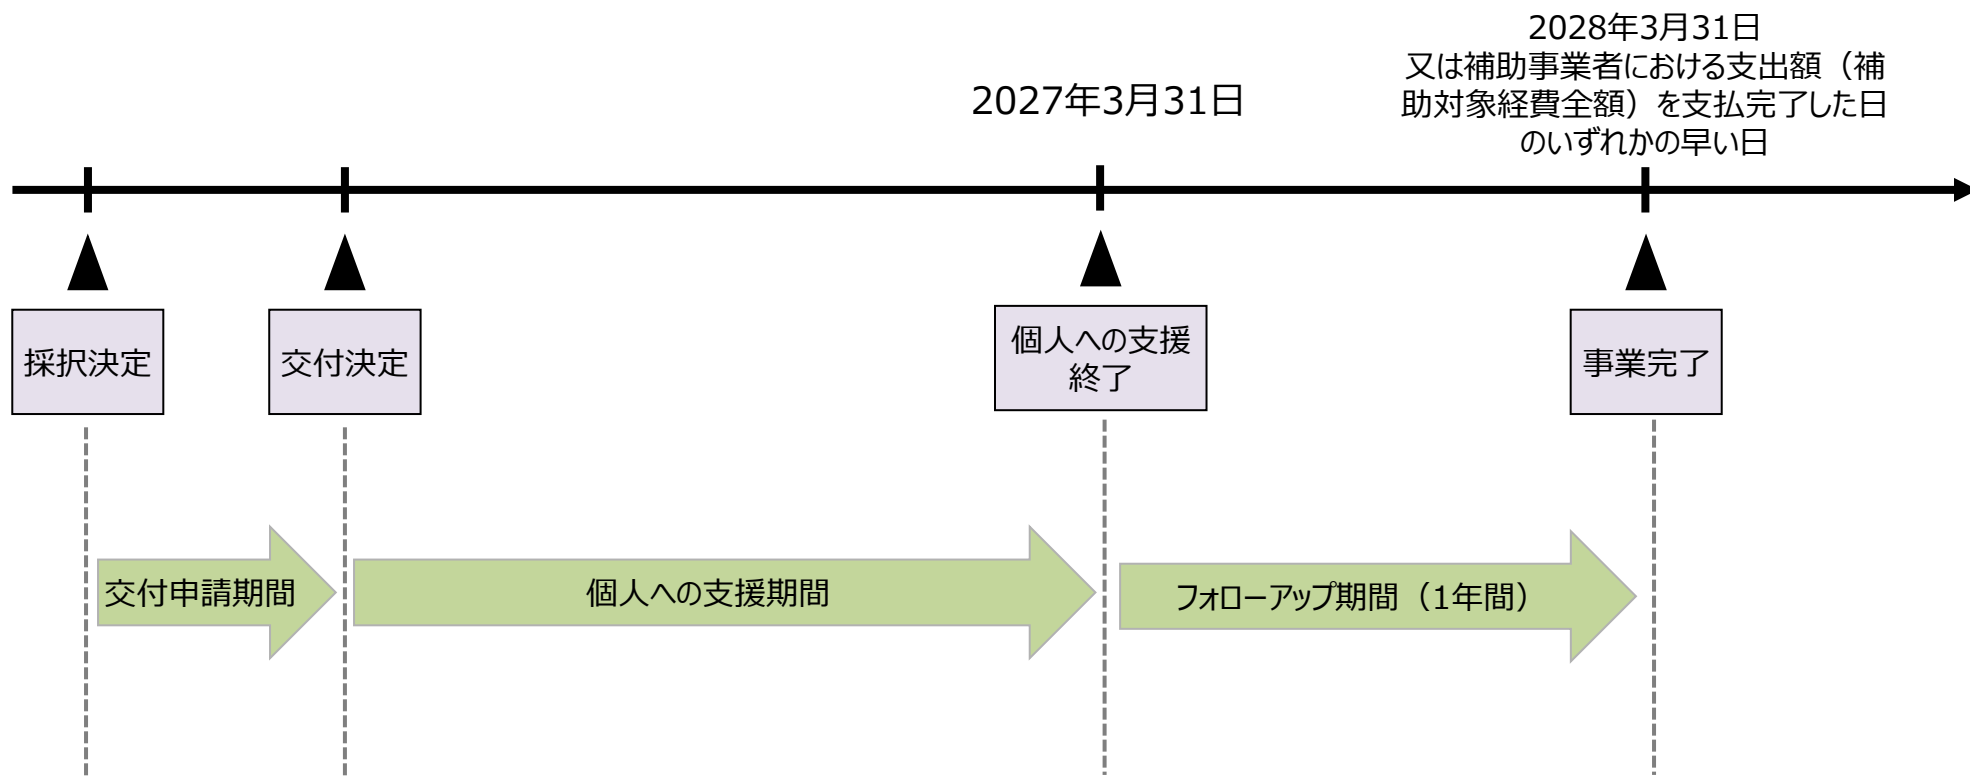 2028年3月31日
又は補助事業者における支出額（補
助対象経費全額）を支払完了した日
のいずれかの早い日
2027年3月31日
採択決定
交付決定
個人への支援
終了
事業完了
交付申請期間
個人への支援期間
フォローアップ期間（1年間）